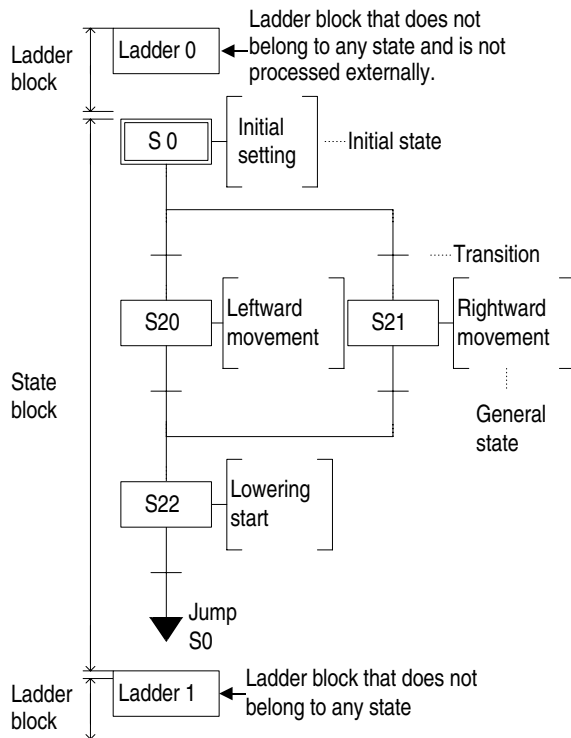 Ladder
block
Ladder 0
Ladder block that does not
belong to any state and is not
processed externally.
S 0
Initial
setting
Initial state
Transition
S20
Leftward
movement
S21
Rightward
movement
State
block
General
state
S22
Lowering
start
Jump
S0
Ladder
block
Ladder 1
Ladder block that does not
belong to any state